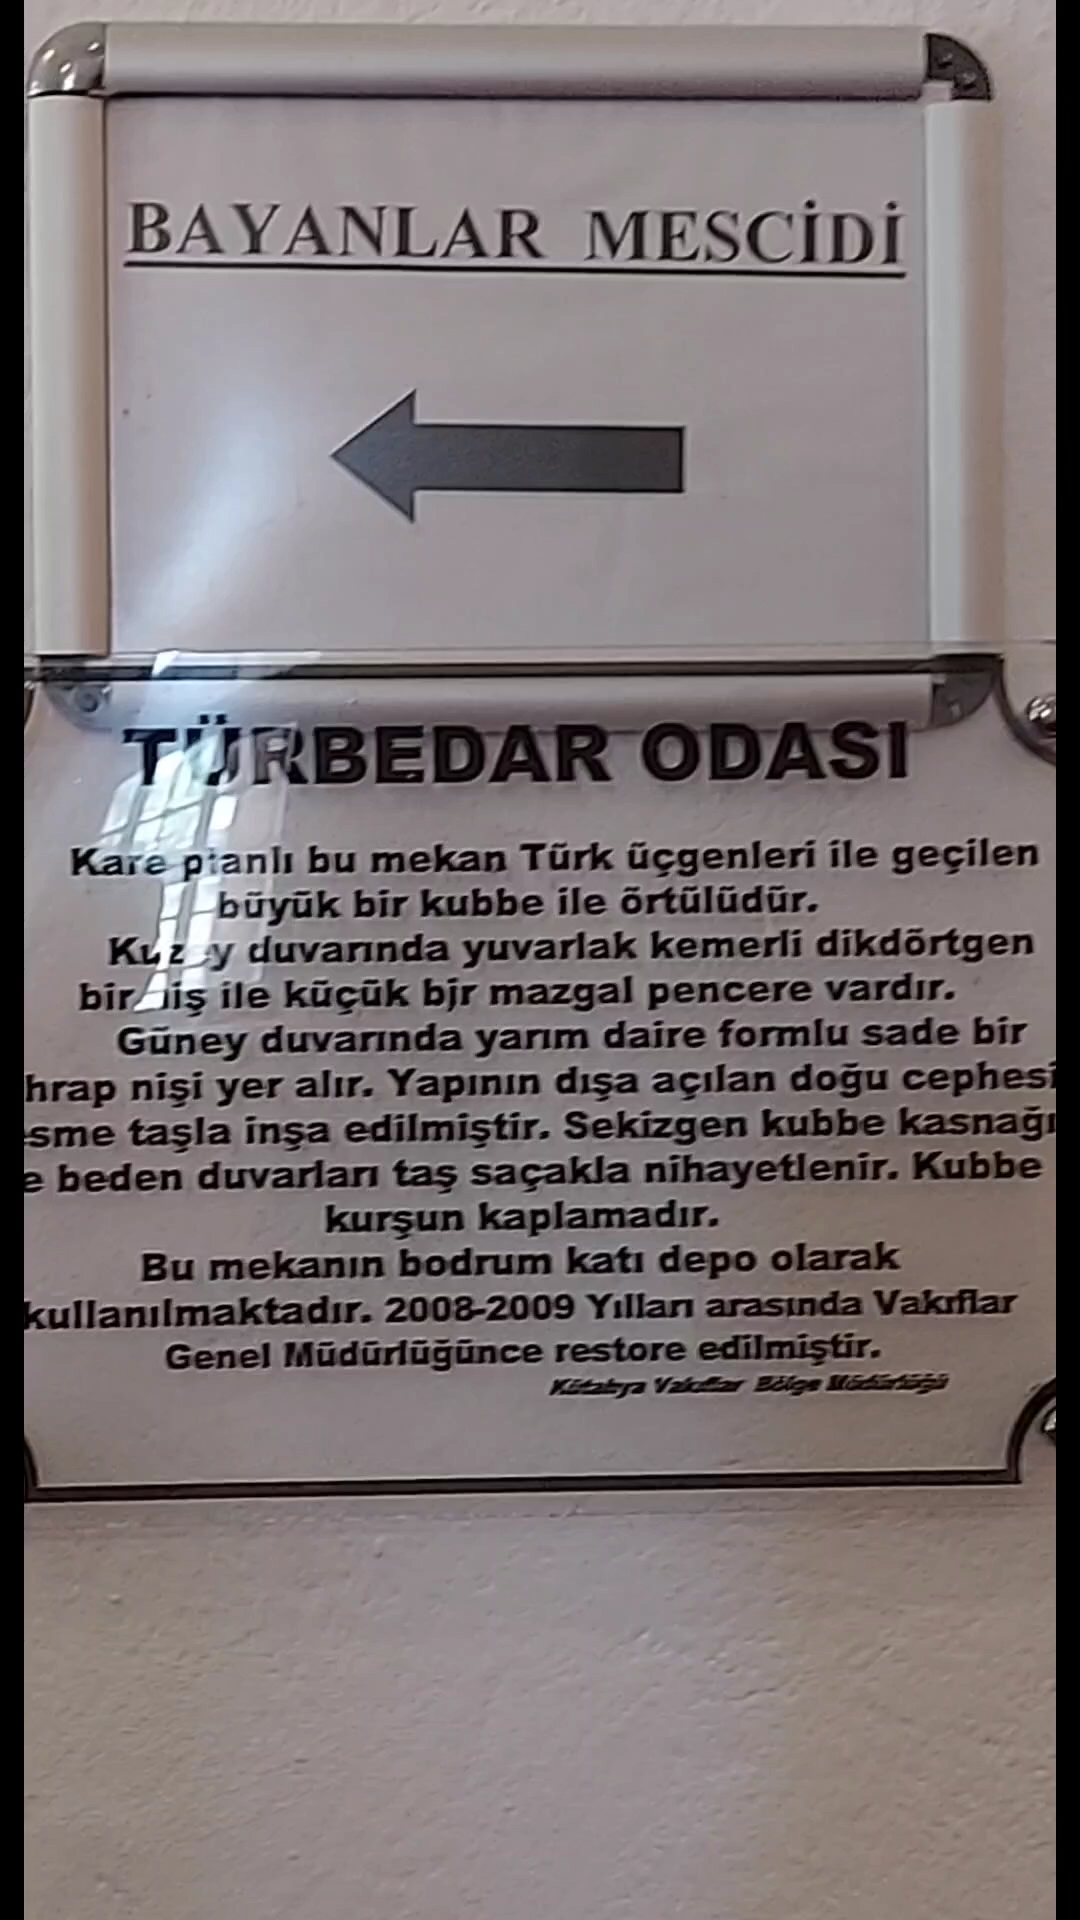 BAYANLAR MESCİDİ
TÜRBEDAR ODASI
Kare planlı bu mekan Türk üçgenleri ile geçilen
büyük bir kubbe ile örtülüdür.
Kuzey duvarında yuvarlak kemerli dikdörtgen
bir niş ile küçük bir mazgal pencere vardır.
Güney duvarında yarım daire formlu sade bir
hrap nişi yer alır. Yapının dışa açılan doğu cephesi
esme taşla inşa edilmiştir. Sekizgen kubbe kasnağı
e beden duvarları taş saçakla nihayetlenir. Kubbe
kurşun kaplamadır.
Bu mekanın bodrum katı depo olarak
kullanılmaktadır. 2008-2009 Yılları arasında Vakıflar
Genel Müdürlüğünce restore edilmiştir.
Kütahya Vakıflar Bölge Müdürlüğü